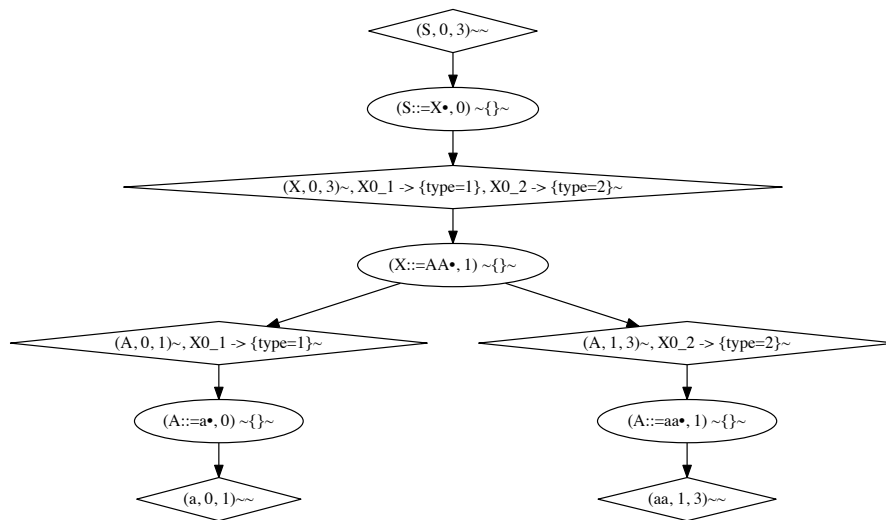 (S, 0, 3)~~
(S::=X•, 0) ~{}~
(X, 0, 3)~, X0_1 -> {type=1}, X0_2 -> {type=2}~
(X::=AA•, 1) ~{}~
(A, 0, 1)~, X0_1 -> {type=1}~
(A, 1, 3)~, X0_2 -> {type=2}~
(A::=a•, 0) ~{}~
(A::=aa•, 1) ~{}~
(a, 0, 1)~~
(aa, 1, 3)~~